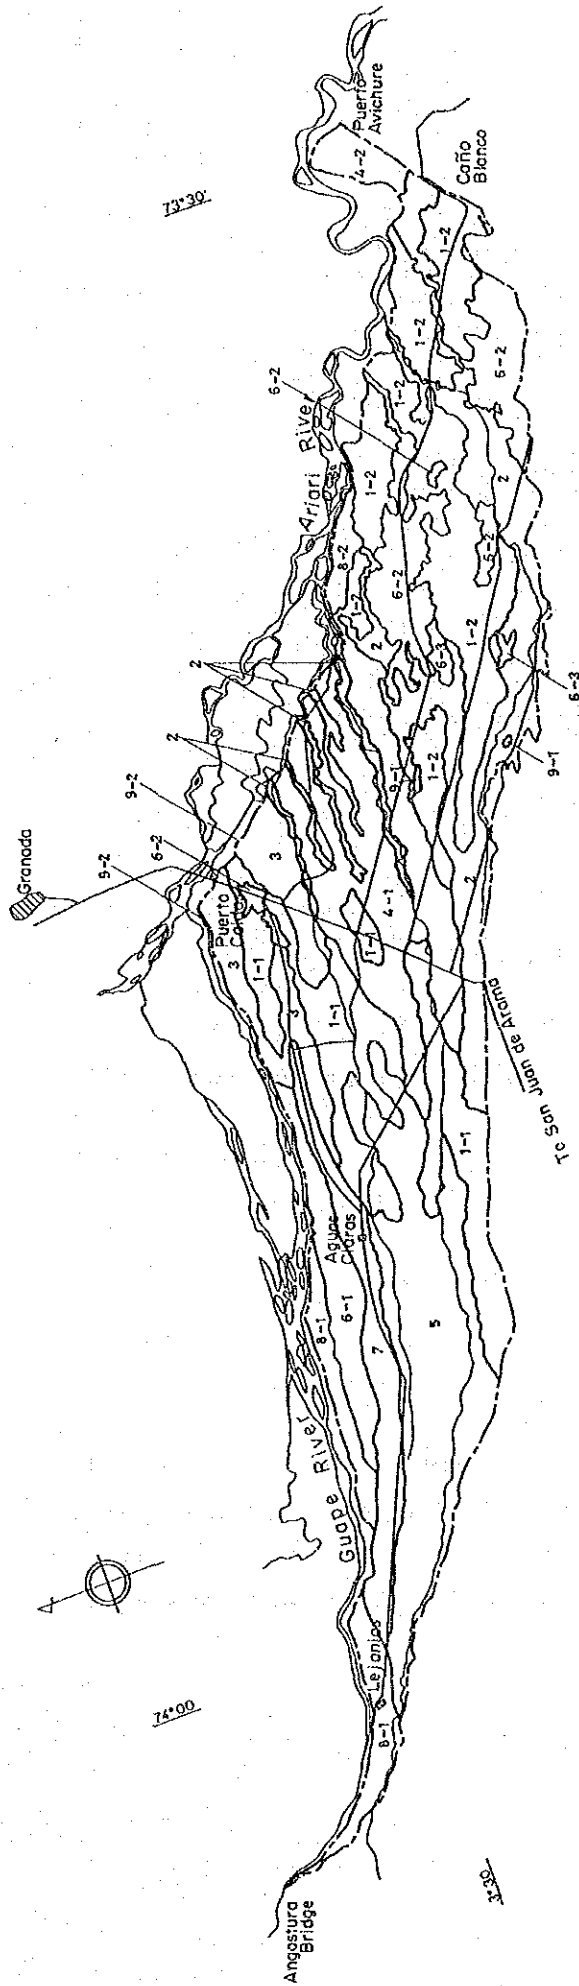 Puerto
Avichure
4-2
73°30'
Caño
Blanco
1-2
1-2
6-2
6-2
1-2
Ariari River
1-2
8-2
1-2
6-2
2
5-2
2
2
1-2
6-3
6-3
2
9-1
1-2
9-1
9-2
Granada
9-2
6-2
3
Puerto
3
1-1
4-1
1-1
2
3
1-1
To San Juan de Arama
1-1
Aguas
Claras
8-1
6-1
7
5
Guape River
74°00
Lejanias
8-1
3°30'
Angostura
Bridge